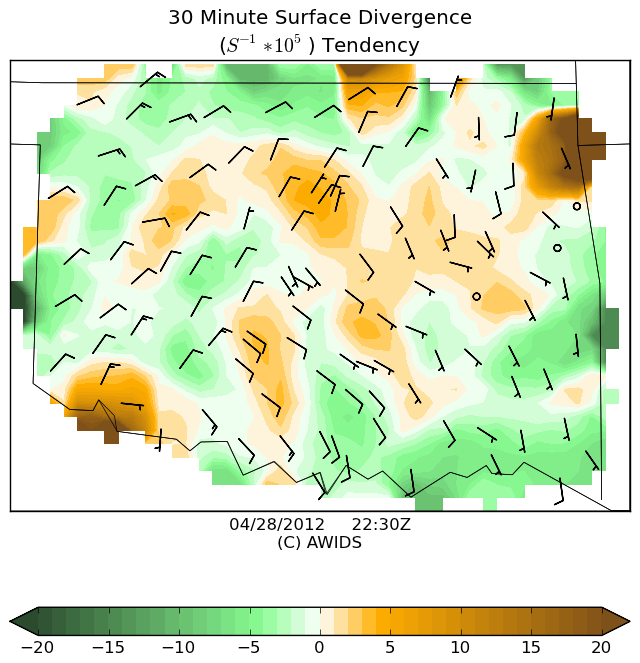 30 Minute Surface Divergence
(S⁻¹ *10⁵ ) Tendency
04/28/2012 22:30Z
(C) AWIDS
−20 −15 −10 −5 0 5 10 15 20